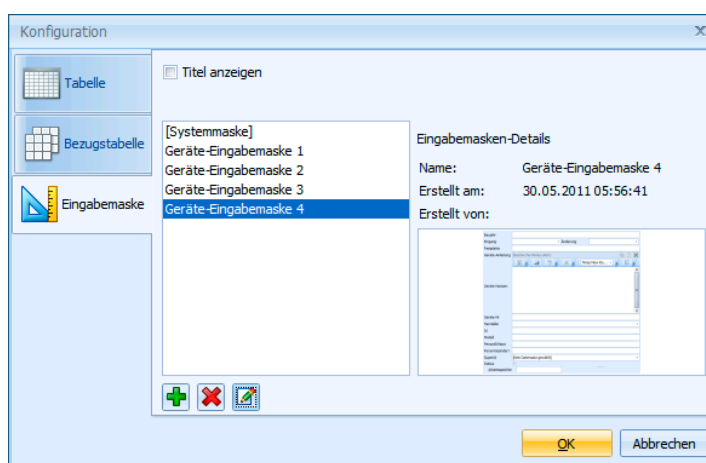 Konfiguration
Tabelle
Bezugstabelle
Eingabemaske
Titel anzeigen
[Systemmaske]
Geräte-Eingabemaske 1
Geräte-Eingabemaske 2
Geräte-Eingabemaske 3
Geräte-Eingabemaske 4
Eingabemasken-Details
Name: Geräte-Eingabemaske 4
Erstellt am: 30.05.2011 05:56:41
Erstellt von:
OK
Abbrechen